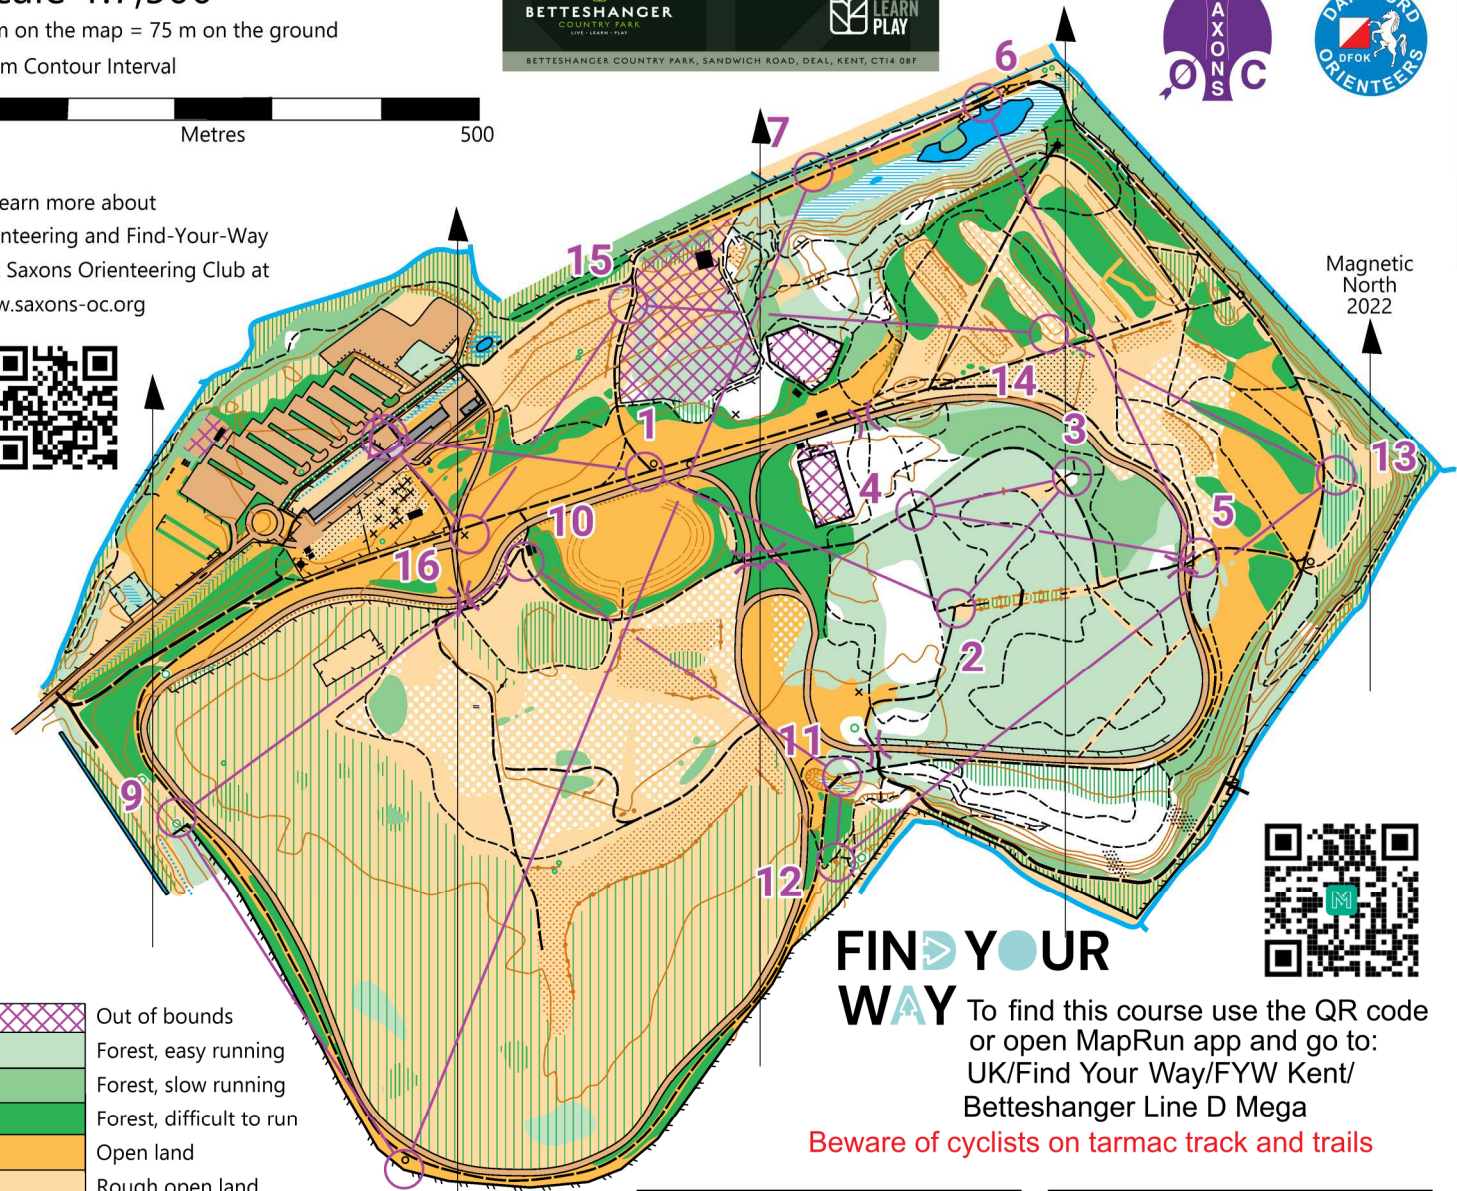 m on the map = 75 m on the ground
m Contour Interval
Metres
500
earn more about
nteering and Find-Your-Way
Saxons Orienteering Club at
w.saxons-oc.org
BETTESHANGER
COUNTRY PARK
LIVE · LEARN · PLAY
LEARN
PLAY
BETTESHANGER COUNTRY PARK, SANDWICH ROAD, DEAL, KENT, CT14 0BF
AXONS
O C
DFOK
ORIENTEERS
Magnetic
North
2022
6
7
15
1
14
3
13
4
5
10
16
2
11
9
12
FIND YOUR
WAY
To find this course use the QR code
or open MapRun app and go to:
UK/Find Your Way/FYW Kent/
Betteshanger Line D Mega
Beware of cyclists on tarmac track and trails
Out of bounds
Forest, easy running
Forest, slow running
Forest, difficult to run
Open land
Rough open land